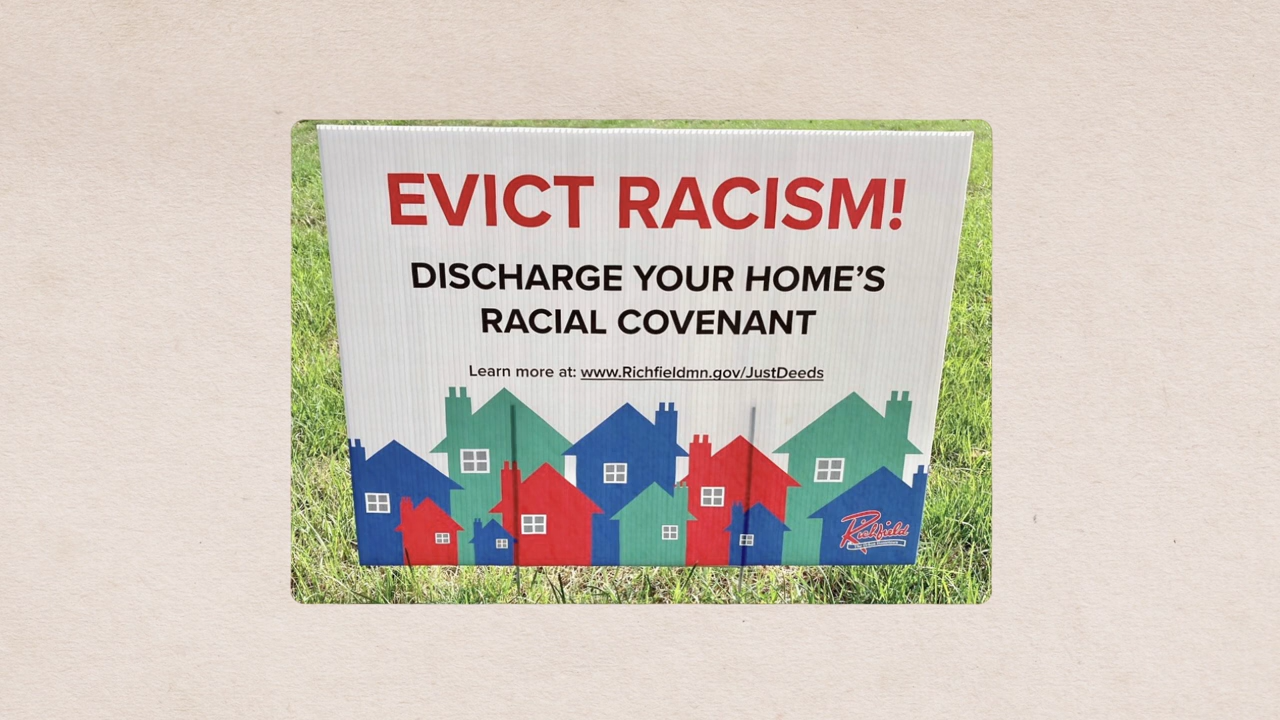 EVICT RACISM!
DISCHARGE YOUR HOME’S
RACIAL COVENANT
Learn more at: www.Richfieldmn.gov/JustDeeds
Richfield